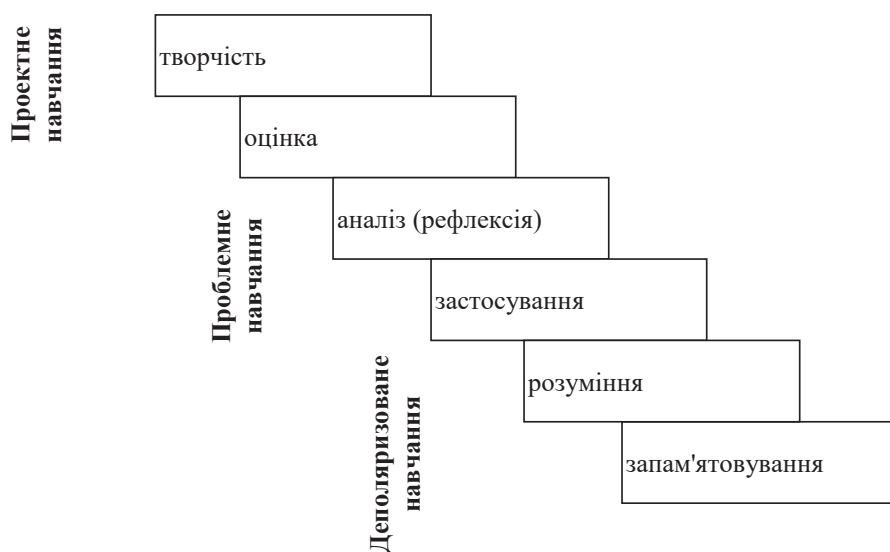 Проектне
навчання
творчість
оцінка
Проблемне
навчання
аналіз (рефлексія)
застосування
Деполяризоване
навчання
розуміння
запам'ятовування